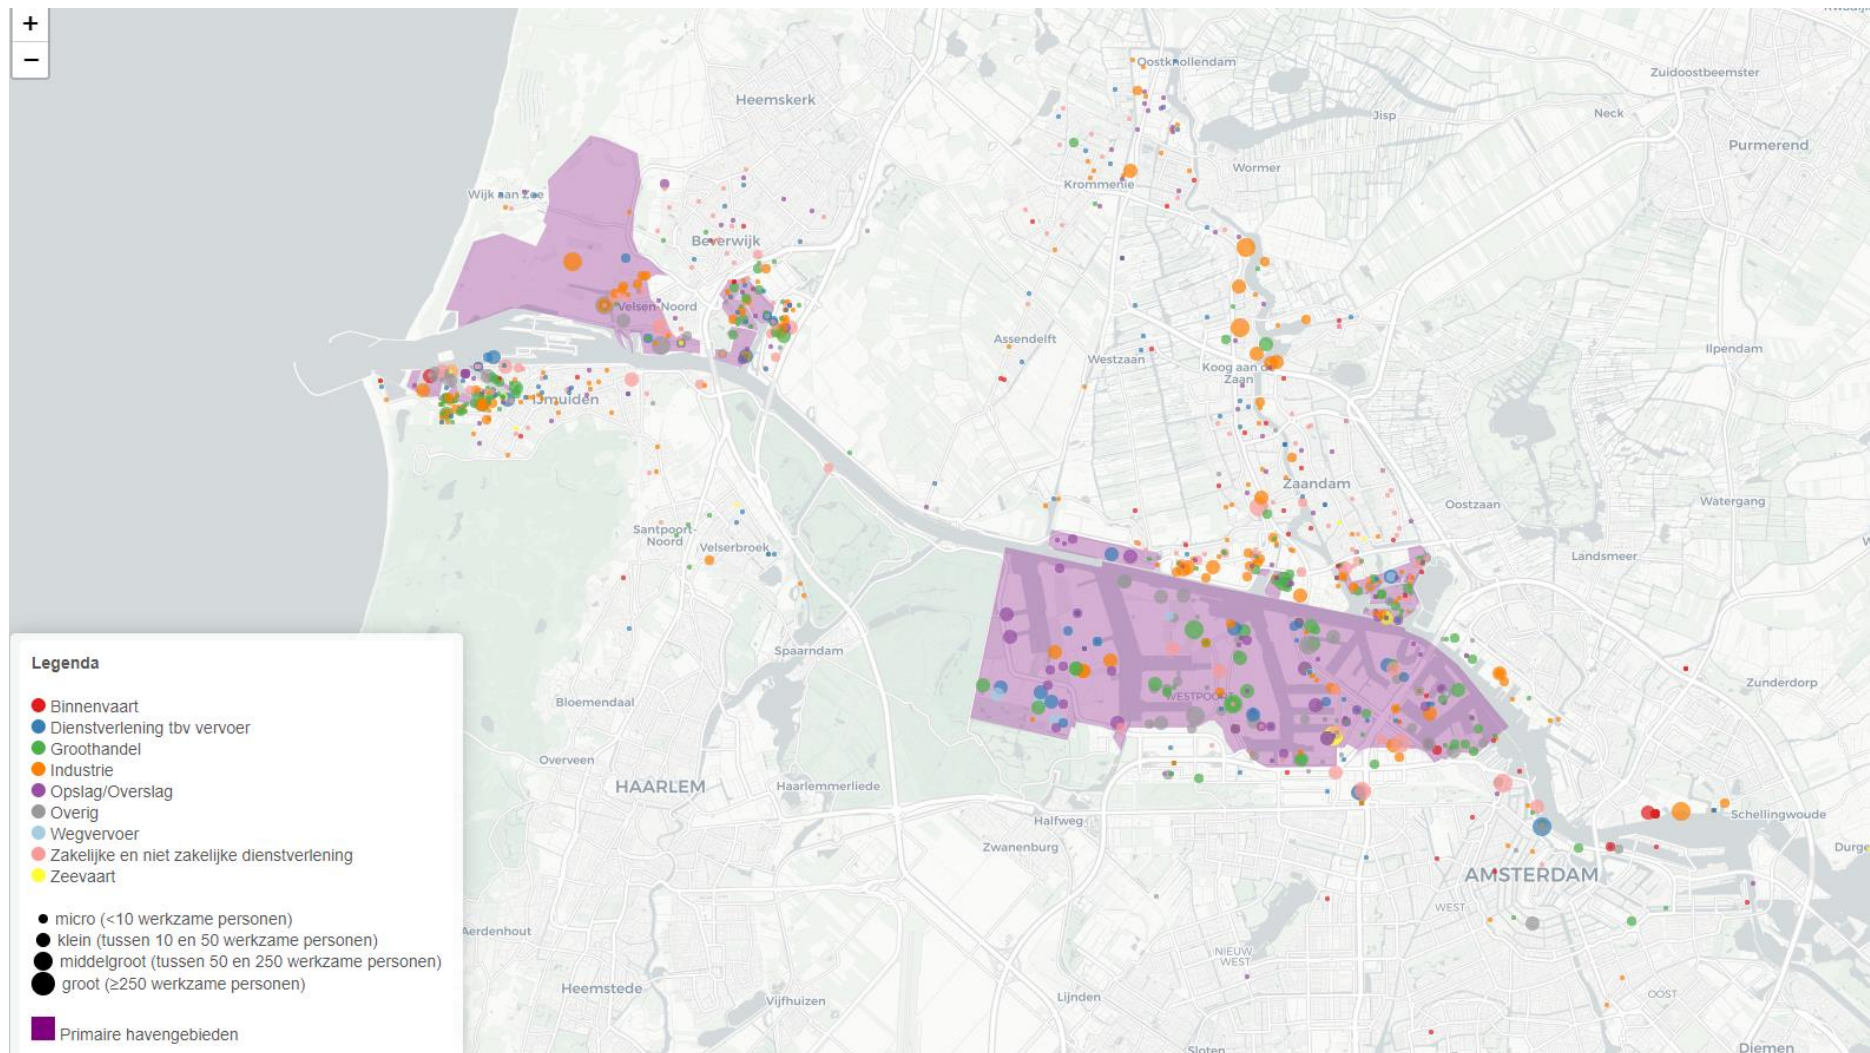 +
−
Oostknollendam
Zuidoostbeemster
Heemskerk
Jisp
Neck
Purmerend
Wormer
Krommenie
Wijk aan Zee
Beverwijk
Velsen-Noord
Assendelft
Westzaan
Ilpendam
Koog aan de
Zaan
IJmuiden
Zaandam
Oostzaan
Watergang
Santpoort-
Noord
Velserbroek
Landsmeer
Spaarndam
Zunderdorp
WESTPOORT
Bloemendaal
Overveen
HAARLEM
Haarlemmerliede
Halfweg
Schellingwoude
Zwanenburg
AMSTERDAM
WEST
Aerdenhout
NIEUW
WEST
Heemstede
Vijfhuizen
Lijnden
OOST
Sloten
Diemen
Legenda
Binnenvaart
Dienstverlening tbv vervoer
Groothandel
Industrie
Opslag/Overslag
Overig
Wegvervoer
Zakelijke en niet zakelijke dienstverlening
Zeevaart
micro (<10 werkzame personen)
klein (tussen 10 en 50 werkzame personen)
middelgroot (tussen 50 en 250 werkzame personen)
groot (≥250 werkzame personen)
Primaire havengebieden